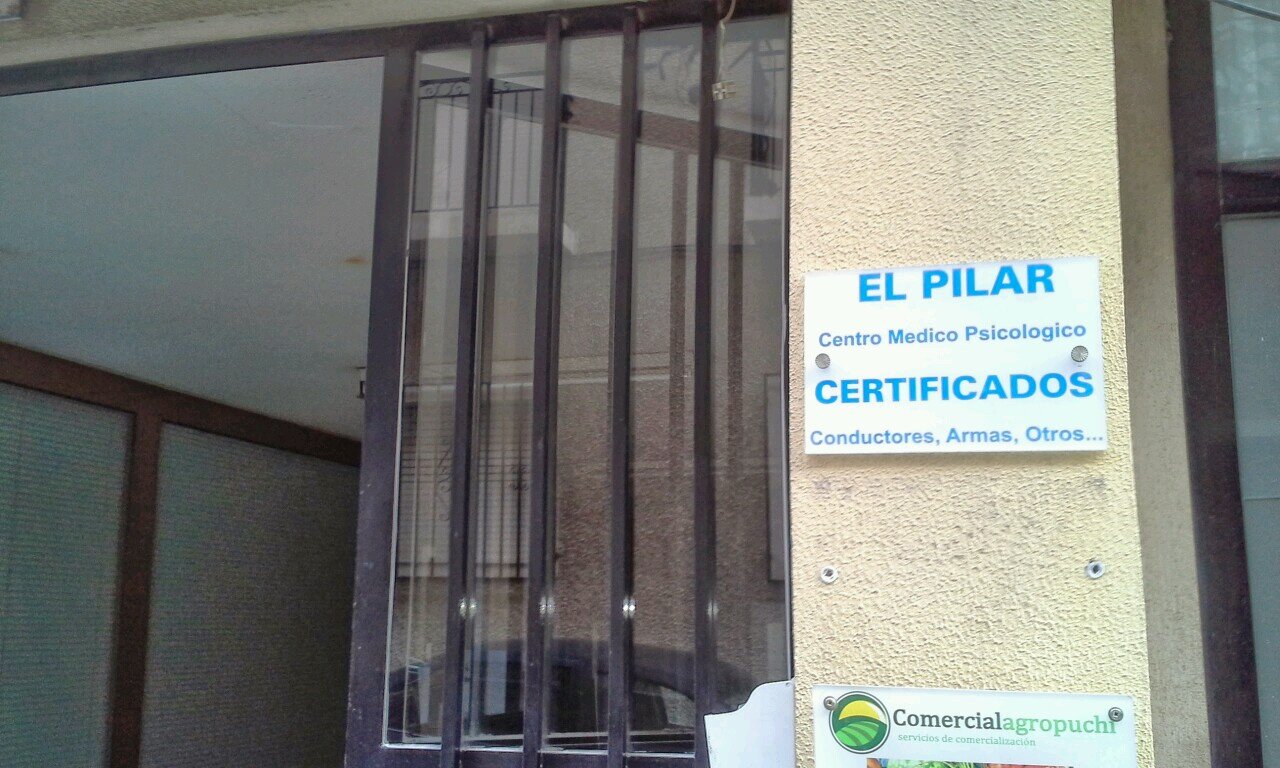 EL PILAR
Centro Medico Psicologico
CERTIFICADOS
Conductores, Armas, Otros...
Comercialagropuchi
servicios de comercialización